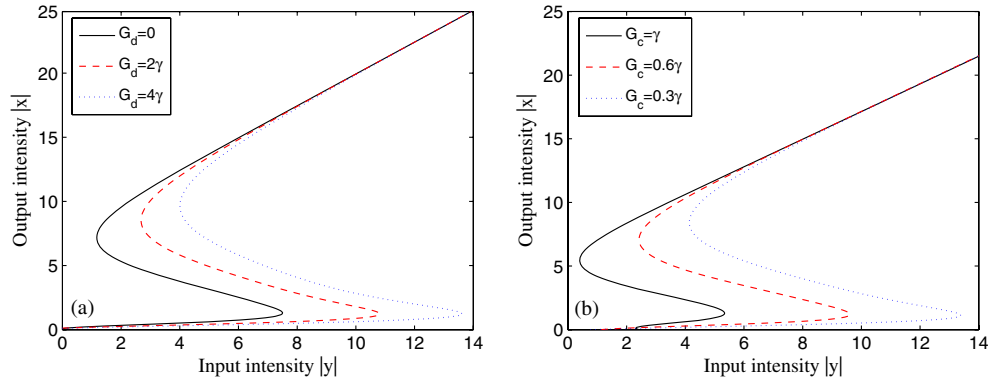 25
20
15
10
5
0
Output intensity |x|
G_d=0
G_d=2γ
G_d=4γ
(a)
0 2 4 6 8 10 12 14
Input intensity |y|
25
20
15
10
5
0
Output intensity |x|
G_c=γ
G_c=0.6γ
G_c=0.3γ
(b)
2 4 6 8 10 12 14
Input intensity |y|